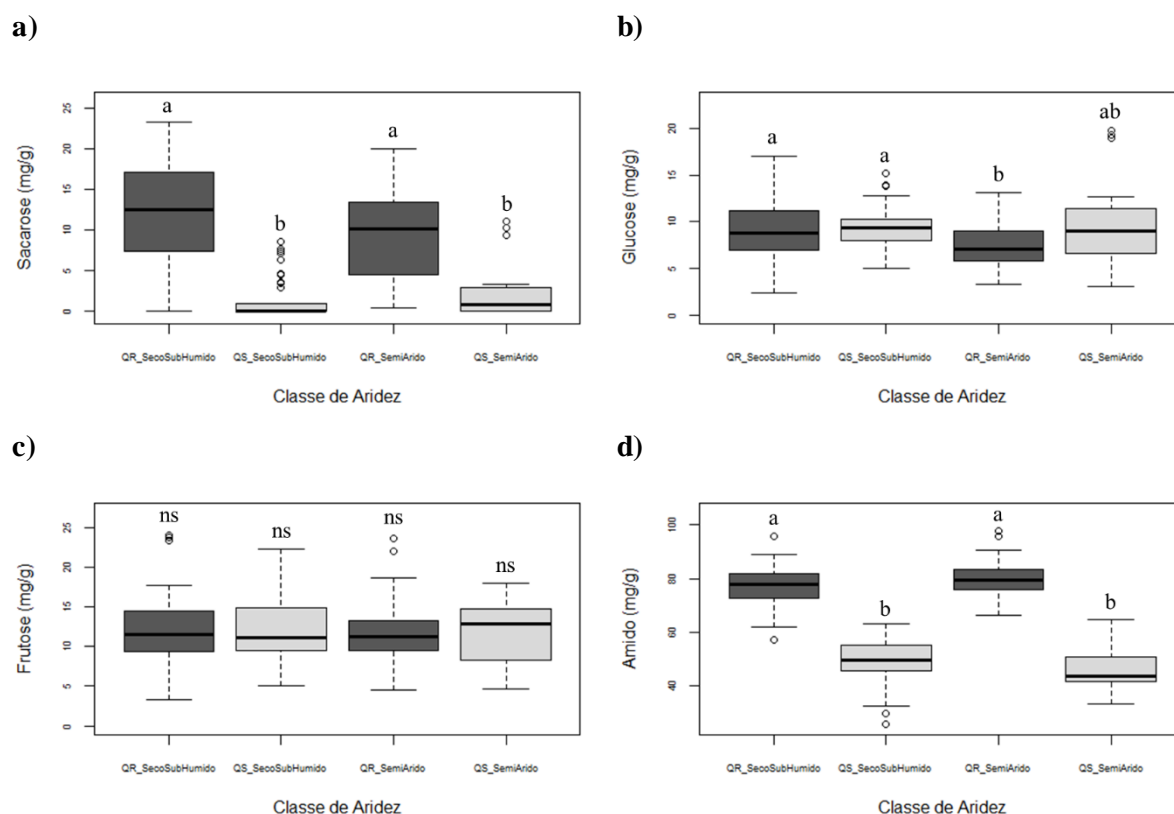 a)
Sacarose (mg/g)
25
20
15
10
5
0
a
b
a
b
QR_SecoSubHumido QS_SecoSubHumido QR_SemiArido QS_SemiArido
Classe de Aridez
b)
Glucose (mg/g)
20
15
10
5
0
a
a
b
ab
QR_SecoSubHumido QS_SecoSubHumido QR_SemiArido QS_SemiArido
Classe de Aridez
c)
Frutose (mg/g)
25
20
15
10
5
0
ns
ns
ns
ns
QR_SecoSubHumido QS_SecoSubHumido QR_SemiArido QS_SemiArido
Classe de Aridez
d)
Amido (mg/g)
100
80
60
40
a
b
a
b
QR_SecoSubHumido QS_SecoSubHumido QR_SemiArido QS_SemiArido
Classe de Aridez